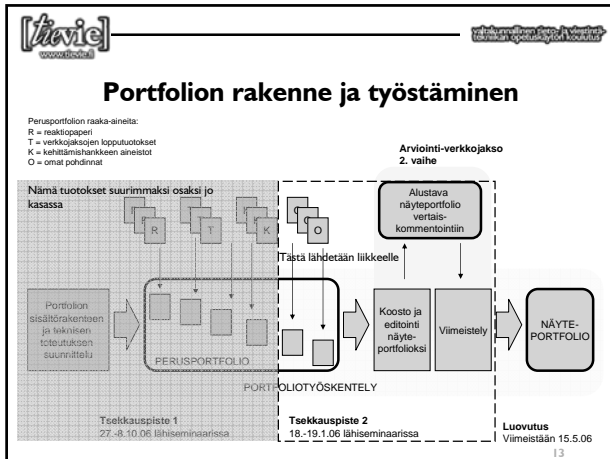 [tievie]
www.tievie.fi
valtakunnallinen tieto- ja viestintä-
tekniikan opetuskäytön koulutus
Portfolion rakenne ja työstäminen
Perusportfolion raaka-aineita:
R = reaktiopaperi
T = verkkojaksojen lopputuotokset
K = kehittämishankkeen aineistot
O = omat pohdinnat
Arviointi-verkkojakso
2. vaihe
Nämä tuotokset suurimmaksi osaksi jo
kasassa
R
T
K
O
Alustava
näyteportfolio
vertais-
kommentointiin
Tästä lähdetään liikkeelle
Portfolion
sisältörakenteen
ja teknisen
toteutuksen
suunnittelu
PERUSPORTFOLIO
Koosto ja
editointi
näyte-
portfolioksi
Viimeistely
NÄYTE-
PORTFOLIO
PORTFOLIOTYÖSKENTELY
Tsekkauspiste 1
27.-8.10.06 lähiseminaarissa
Tsekkauspiste 2
18.-19.1.06 lähiseminaarissa
Luovutus
Viimeistään 15.5.06
13